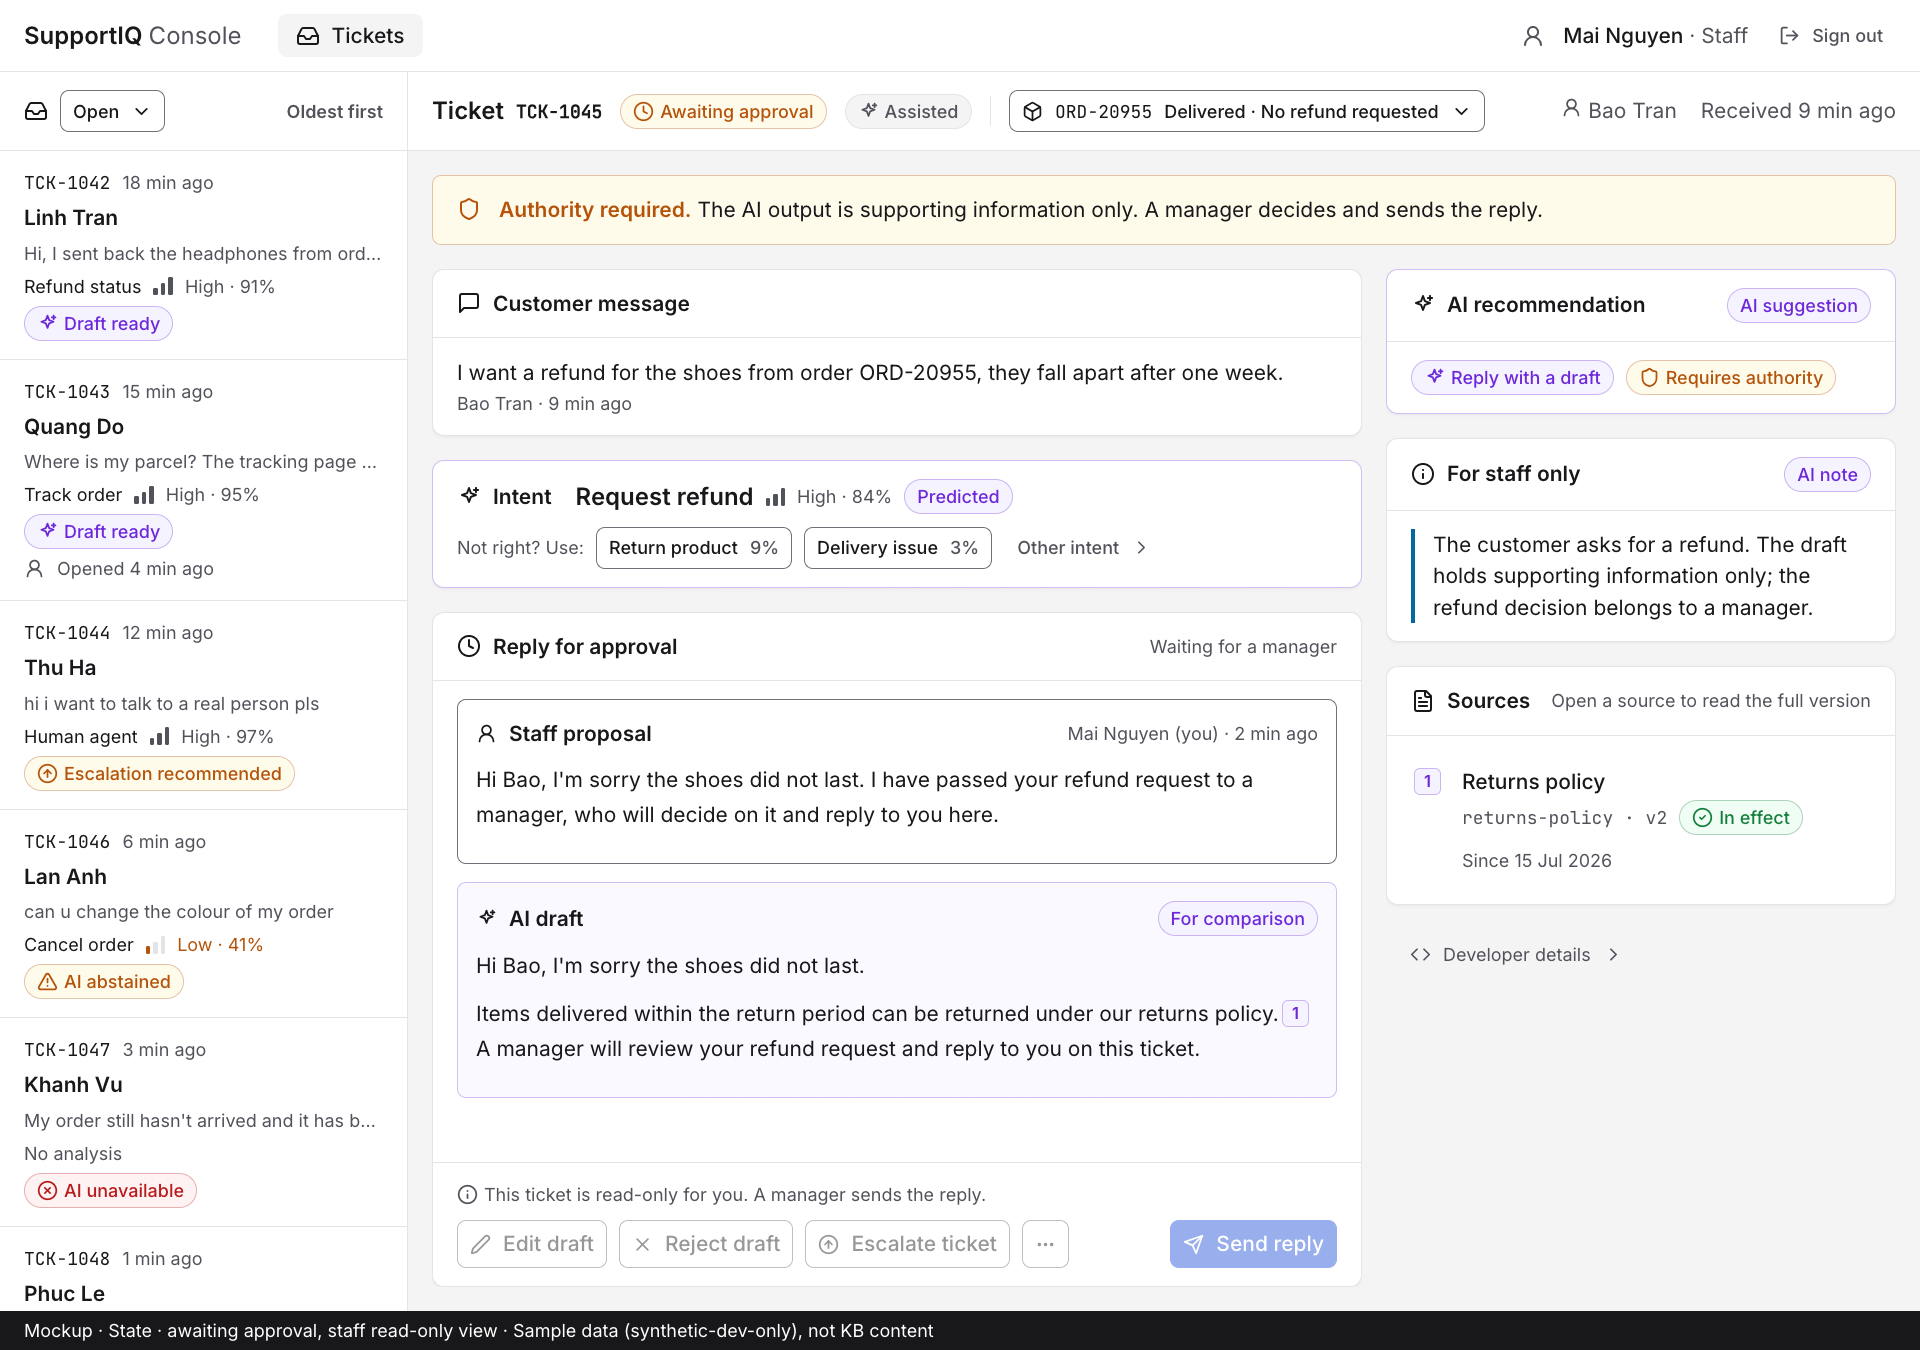 SupportIQ Console
Tickets
Mai Nguyen · Staff
Sign out
Open
Oldest first
Ticket TCK-1045
Awaiting approval
Assisted
ORD-20955 Delivered · No refund requested
Bao Tran
Received 9 min ago
TCK-1042 18 min ago
Linh Tran
Hi, I sent back the headphones from ord...
Refund status High · 91%
Draft ready
TCK-1043 15 min ago
Quang Do
Where is my parcel? The tracking page ...
Track order High · 95%
Draft ready
Opened 4 min ago
TCK-1044 12 min ago
Thu Ha
hi i want to talk to a real person pls
Human agent High · 97%
Escalation recommended
TCK-1046 6 min ago
Lan Anh
can u change the colour of my order
Cancel order Low · 41%
AI abstained
TCK-1047 3 min ago
Khanh Vu
My order still hasn't arrived and it has b...
No analysis
AI unavailable
TCK-1048 1 min ago
Phuc Le
Authority required. The AI output is supporting information only. A manager decides and sends the reply.
Customer message
I want a refund for the shoes from order ORD-20955, they fall apart after one week.
Bao Tran · 9 min ago
Intent Request refund High · 84% Predicted
Not right? Use: Return product 9% Delivery issue 3% Other intent
Reply for approval
Waiting for a manager
Staff proposal
Mai Nguyen (you) · 2 min ago
Hi Bao, I'm sorry the shoes did not last. I have passed your refund request to a
manager, who will decide on it and reply to you here.
AI draft
For comparison
Hi Bao, I'm sorry the shoes did not last.
Items delivered within the return period can be returned under our returns policy. 1
A manager will review your refund request and reply to you on this ticket.
This ticket is read-only for you. A manager sends the reply.
Edit draft
Reject draft
Escalate ticket
...
Send reply
AI recommendation
AI suggestion
Reply with a draft
Requires authority
For staff only
AI note
The customer asks for a refund. The draft
holds supporting information only; the
refund decision belongs to a manager.
Sources
Open a source to read the full version
1 Returns policy
returns-policy · v2 In effect
Since 15 Jul 2026
Developer details
Mockup · State · awaiting approval, staff read-only view · Sample data (synthetic-dev-only), not KB content